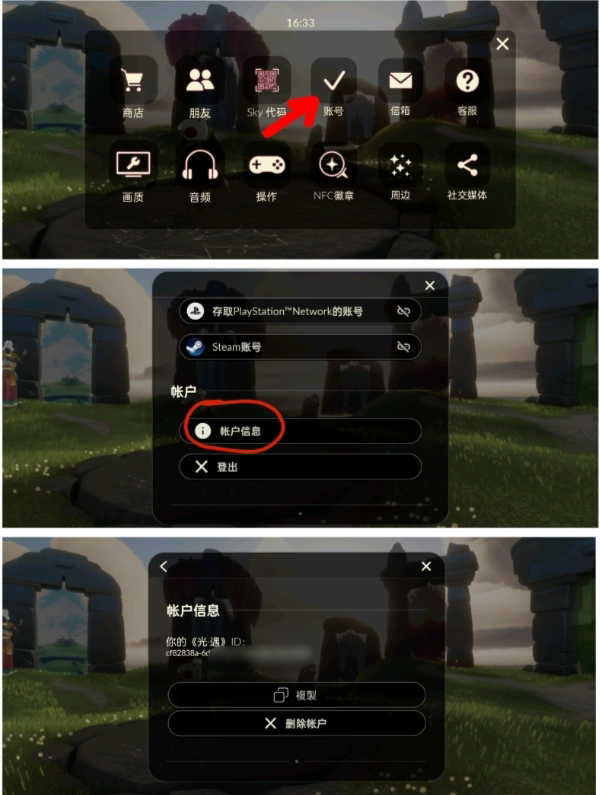 16:33
商店
朋友
Sky 代码
账号
信箱
客服
画质
音频
操作
NFC徽章
周边
社交媒体
存取PlayStation™Network的账号
Steam账号
帐户
帐户信息
登出
帐户信息
你的《光·遇》ID:
cf82838a-6d
複製
删除帐户